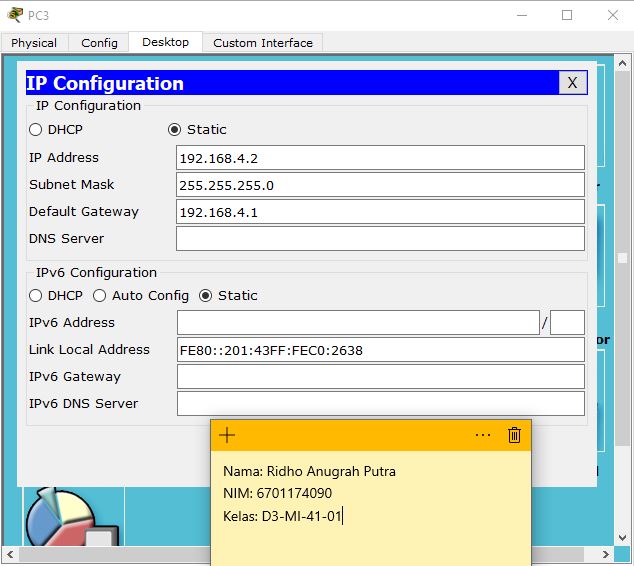 PC3
Physical Config Desktop Custom Interface
IP Configuration X
IP Configuration
DHCP Static
IP Address 192.168.4.2
Subnet Mask 255.255.255.0
Default Gateway 192.168.4.1
DNS Server
IPv6 Configuration
DHCP Auto Config Static
IPv6 Address /
Link Local Address FE80::201:43FF:FEC0:2638
IPv6 Gateway
IPv6 DNS Server
Nama: Ridho Anugrah Putra
NIM: 6701174090
Kelas: D3-MI-41-01